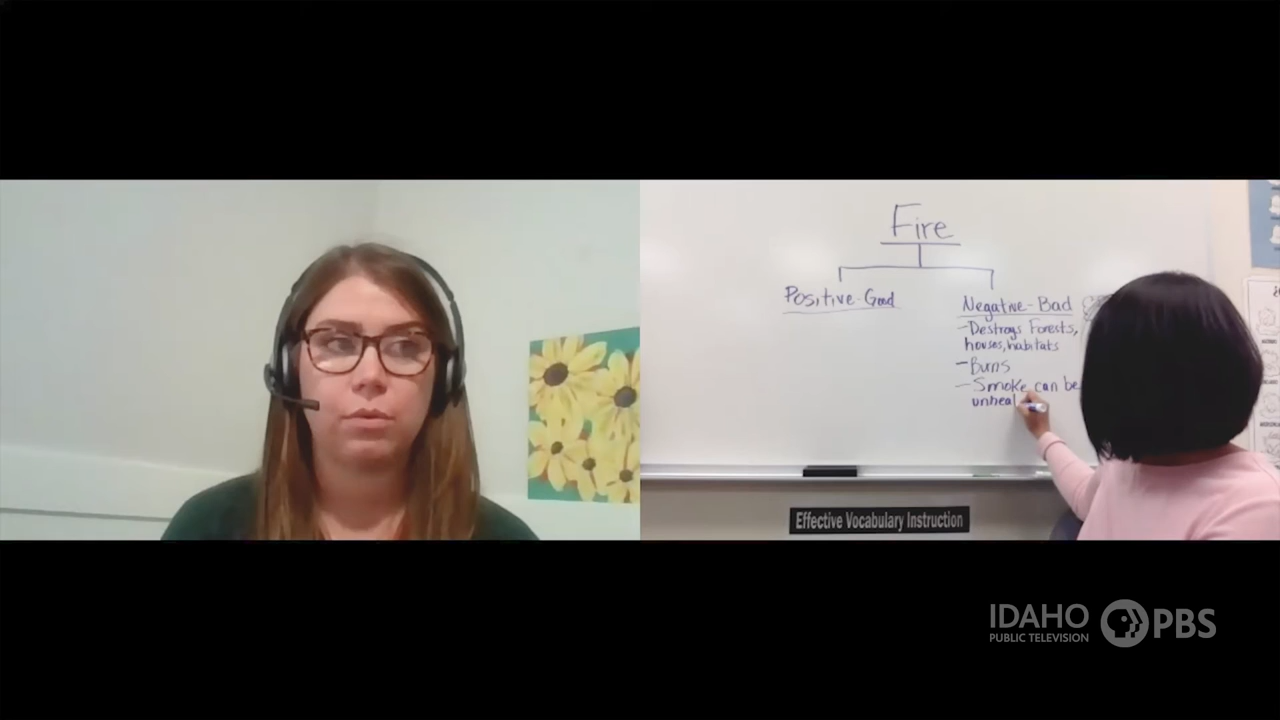 Fire
Positive-Good
Negative-Bad
-Destroys Forests,
houses, habitats
-Burns
-Smoke can be
unheal
Effective Vocabulary Instruction
IDAHO
PUBLIC TELEVISION
PBS